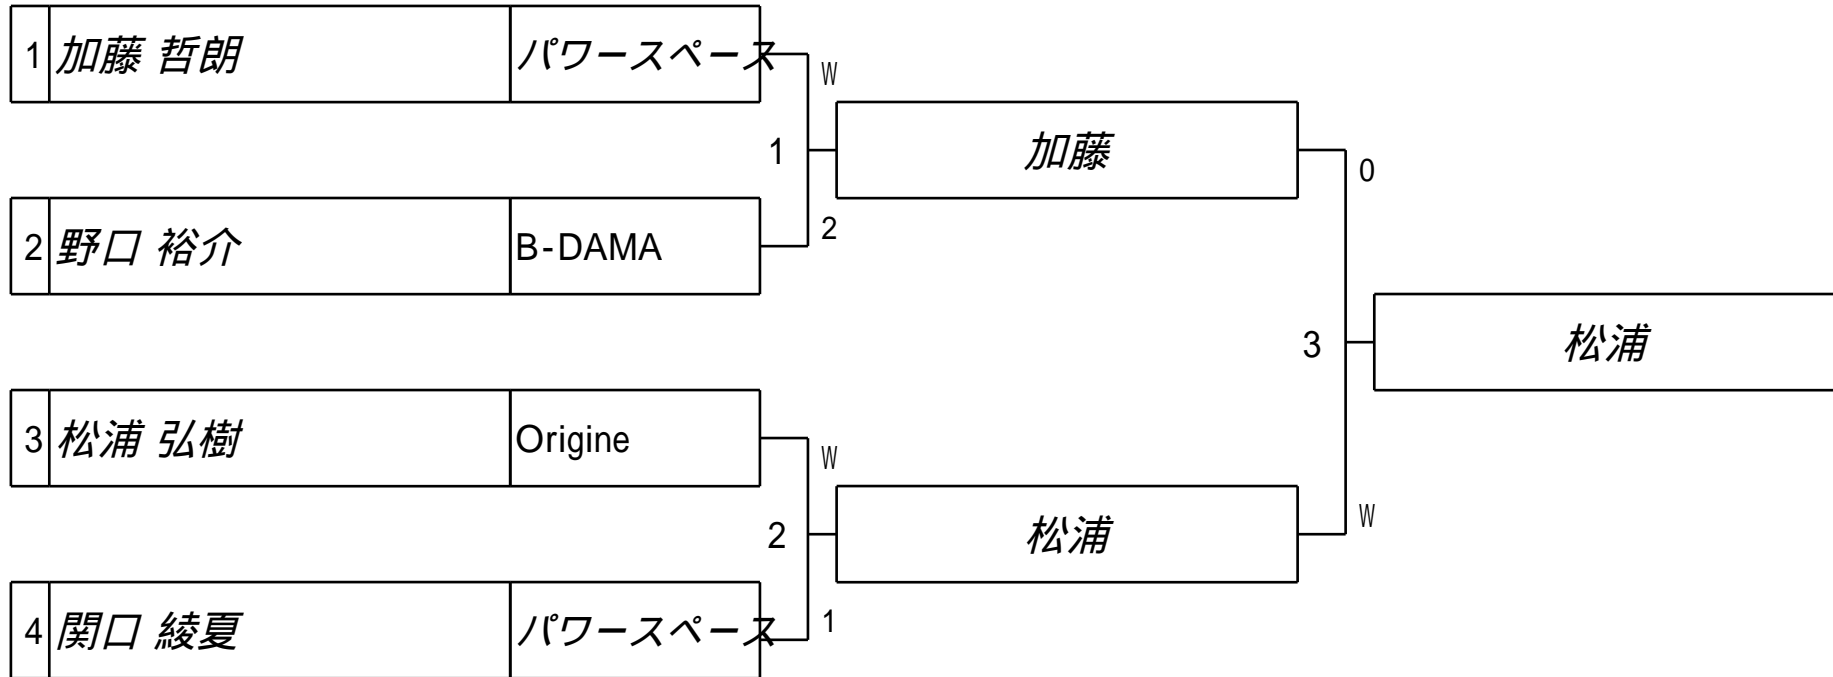 1 加藤 哲朗 パワースペース
W
1 加藤
0
2
2 野口 裕介 B-DAMA
3 松浦
3 松浦 弘樹 Origine
W
2 松浦
W
1
4 関口 綾夏 パワースペース